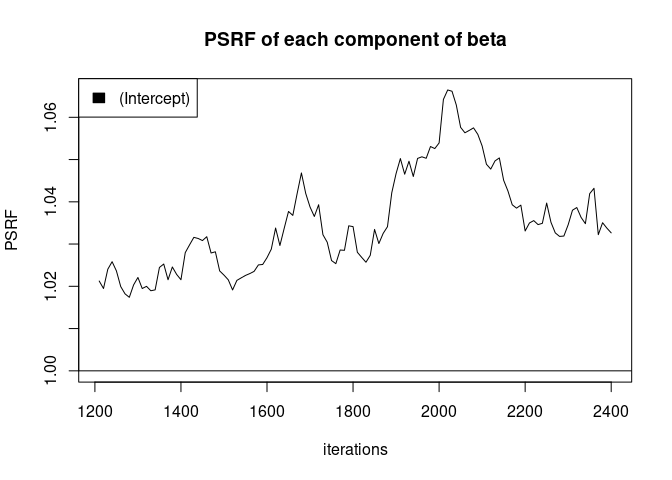 PSRF of each component of beta
(Intercept)
1.06
1.04
1.02
1.00
PSRF
1200 1400 1600 1800 2000 2200 2400
iterations